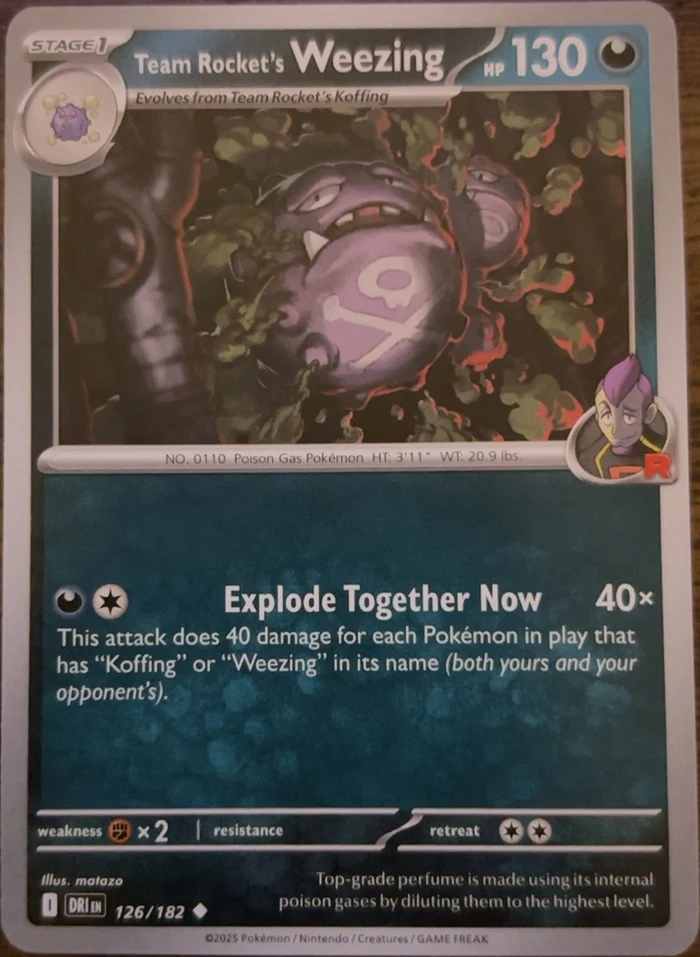 STAGE 1
Team Rocket's Weezing HP 130
Evolves from Team Rocket's Koffing
NO. 0110 Poison Gas Pokémon HT: 3'11" WT: 20.9 lbs.
R
Explode Together Now 40×
This attack does 40 damage for each Pokémon in play that
has “Koffing” or “Weezing” in its name (both yours and your
opponent's).
weakness ×2 resistance retreat
Illus. matazo
Top-grade perfume is made using its internal
poison gases by diluting them to the highest level.
I DRI EN 126/182
©2025 Pokémon / Nintendo / Creatures / GAME FREAK